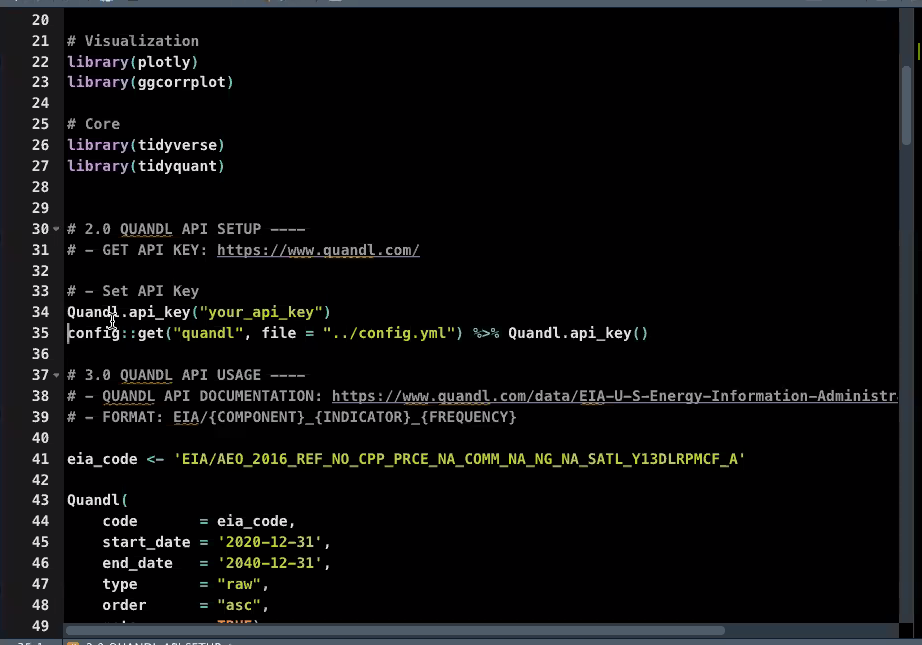 20
21 # Visualization
22 library(plotly)
23 library(ggcorrplot)
24
25 # Core
26 library(tidyverse)
27 library(tidyquant)
28
29
30 # 2.0 QUANDL API SETUP ----
31 # - GET API KEY: https://www.quandl.com/
32
33 # - Set API Key
34 Quandl.api_key("your_api_key")
35 config::get("quandl", file = "../config.yml") %>% Quandl.api_key()
36
37 # 3.0 QUANDL API USAGE ----
38 # - QUANDL API DOCUMENTATION: https://www.quandl.com/data/EIA-U-S-Energy-Information-Administr
39 # - FORMAT: EIA/{COMPONENT}_{INDICATOR}_{FREQUENCY}
40
41 eia_code <- 'EIA/AEO_2016_REF_NO_CPP_PRCE_NA_COMM_NA_NG_NA_SATL_Y13DLRPMCF_A'
42
43 Quandl(
44     code       = eia_code,
45     start_date = '2020-12-31',
46     end_date   = '2040-12-31',
47     type       = "raw",
48     order      = "asc",
49